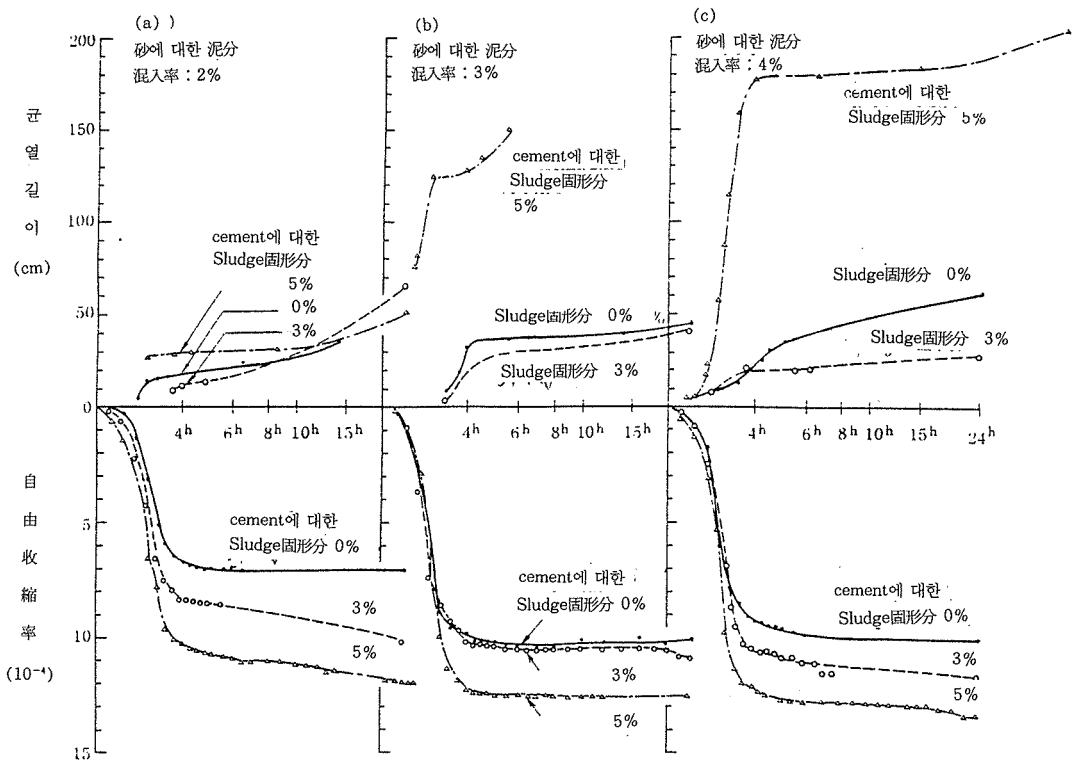 (a) )
砂에 대한 泥分
混入率 : 2%
(b)
砂에 대한 泥分
混入率 : 3%
(c)
砂에 대한 泥分
混入率 : 4%
균
열
길
이
(cm)
200
150
100
50
0
cement에 대한
Sludge固形分
5%
0%
3%
cement에 대한
Sludge固形分
5%
Sludge固形分 0%
Sludge固形分 3%
cement에 대한
Sludge固形分 5%
Sludge固形分 0%
Sludge固形分 3%
4h 6h 8h 10h 15h
4h 6h 8h 10h 15h
4h 6h 8h 10h 15h 24h
自
由
收
縮
率
(10⁻⁴)
5
10
15
cement에 대한
Sludge固形分 0%
3%
5%
cement에 대한
Sludge固形分 0%
3%
5%
cement에 대한
Sludge固形分 0%
3%
5%